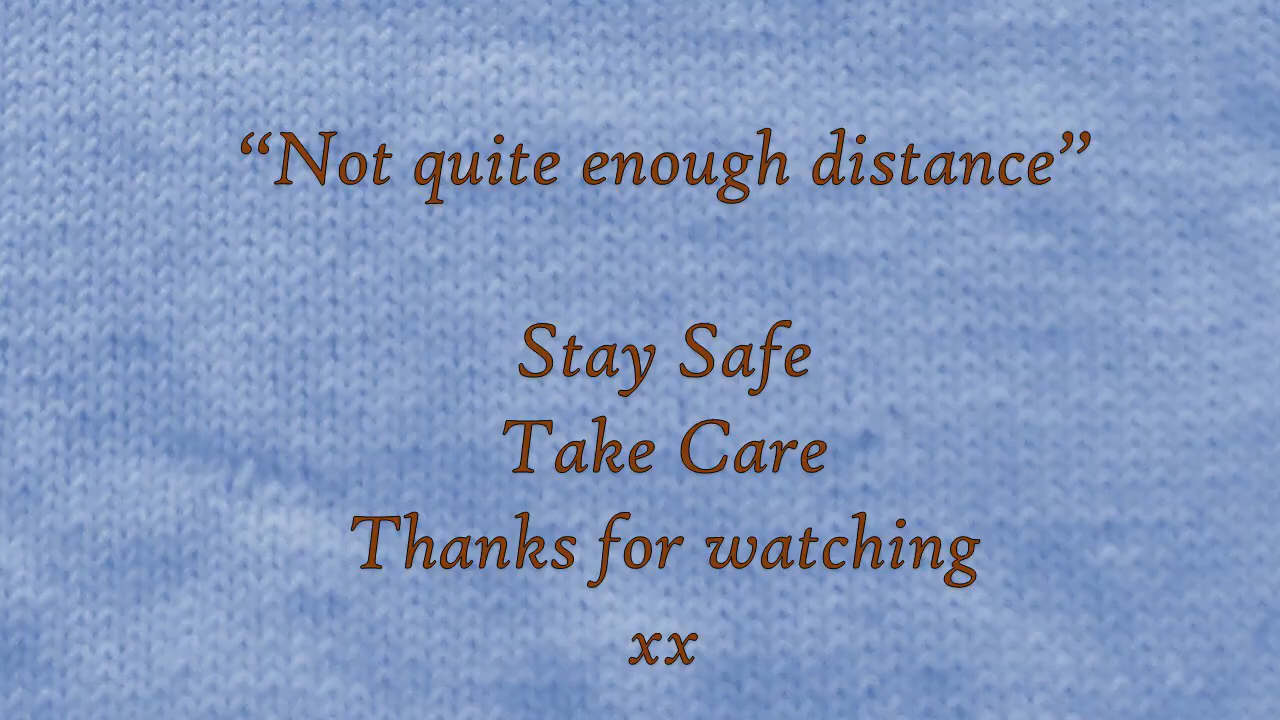 “Not quite enough distance”
Stay Safe
Take Care
Thanks for watching
xx